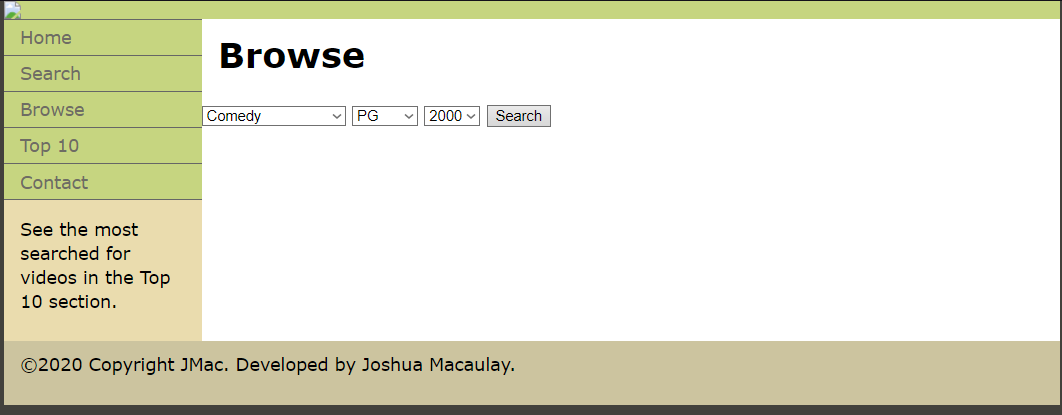 Home
Search
Browse
Top 10
Contact
See the most
searched for
videos in the Top
10 section.
Browse
Comedy PG 2000 Search
©2020 Copyright JMac. Developed by Joshua Macaulay.